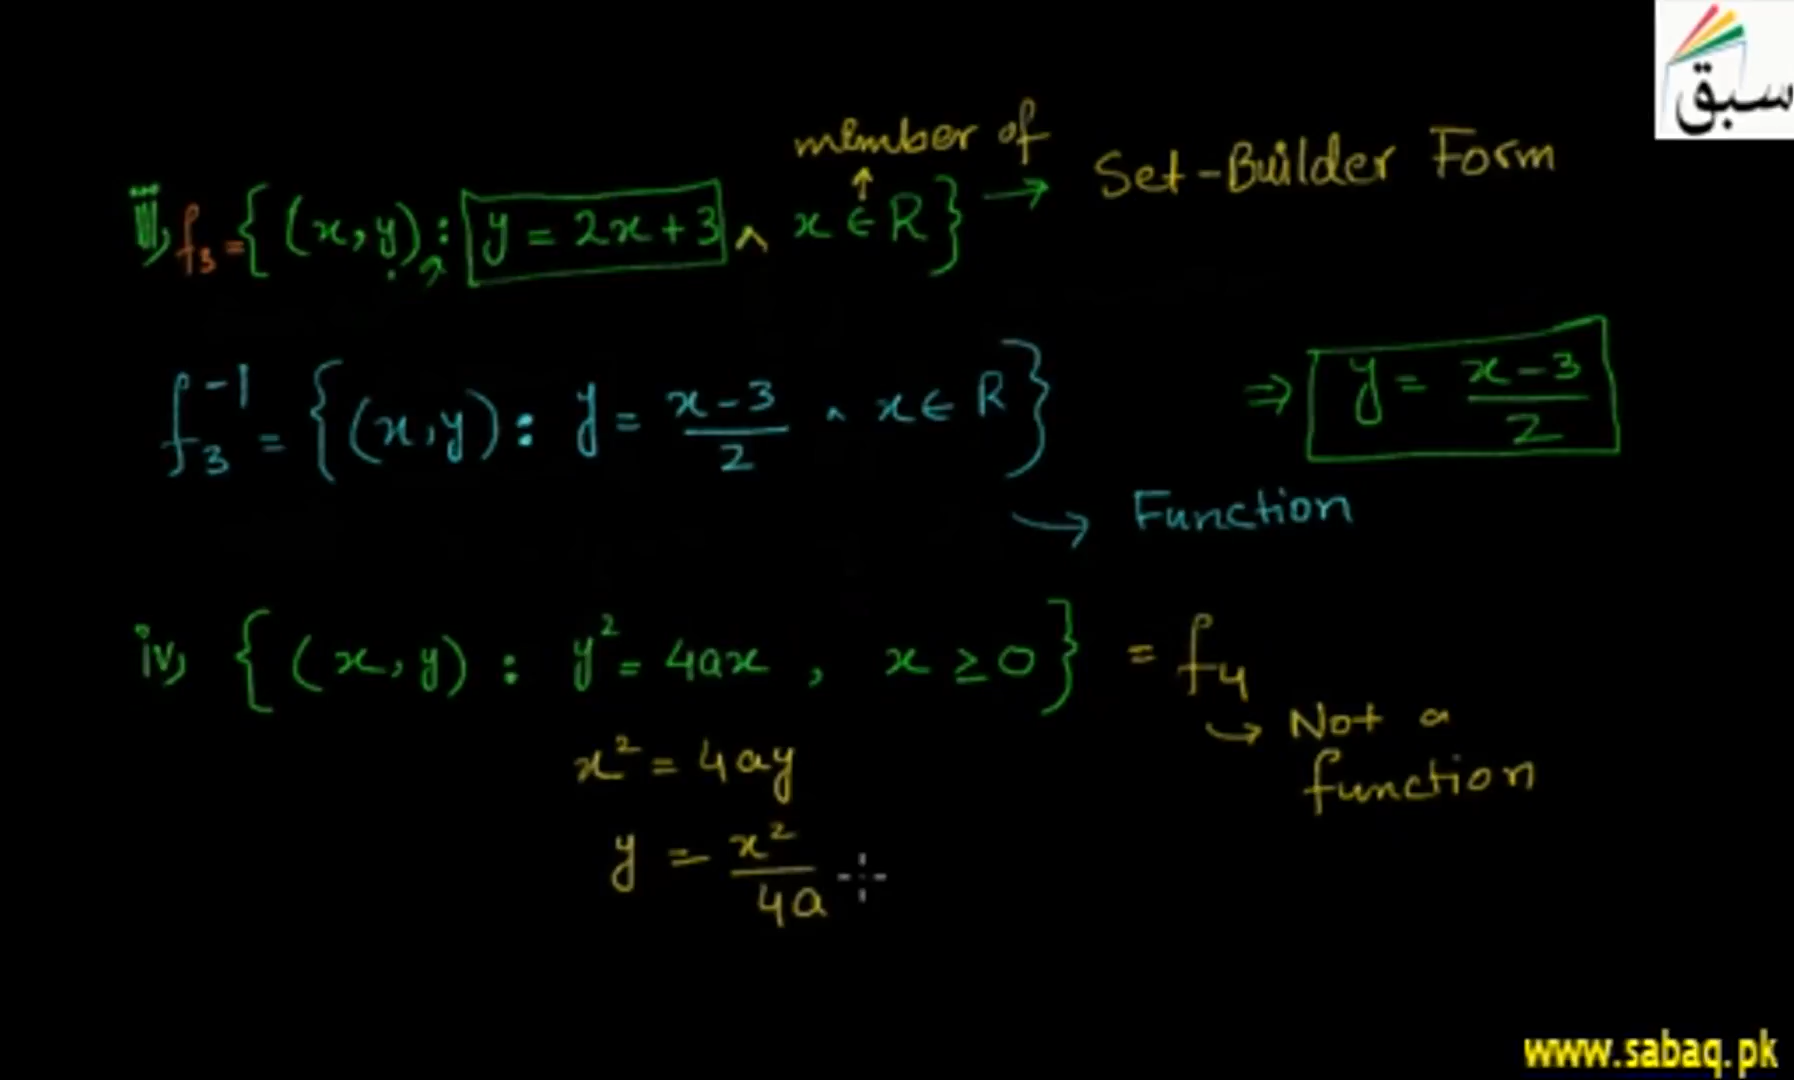 سبق
member of
iii, f₃ = {(x, y) : y = 2x + 3 ∧ x ∈ R} → Set-Builder Form
f₃⁻¹ = {(x, y) : y = (x - 3)/2 ∧ x ∈ R} ⇒ y = (x - 3)/2
→ Function
iv, {(x, y) : y² = 4ax , x ≥ 0} = f₄
→ Not a
function
x² = 4ay
y = x²/4a
www.sabaq.pk